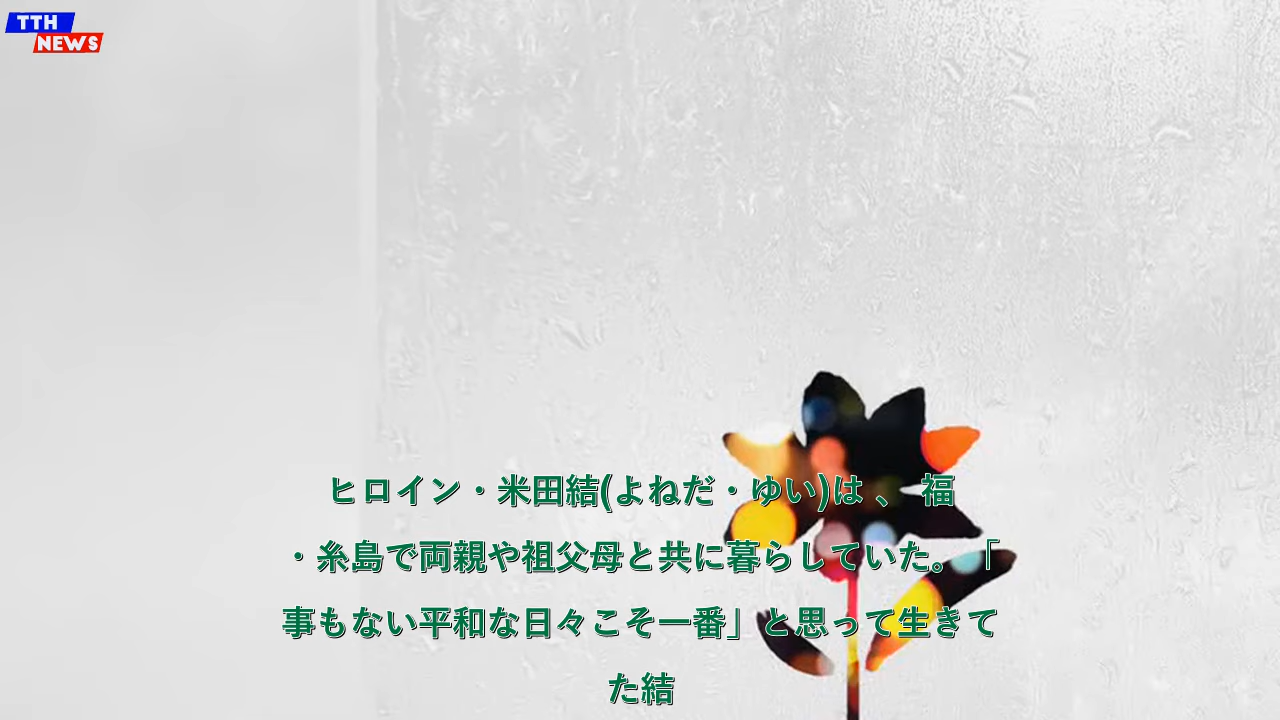 TTH
NEWS
ヒロイン・米田結(よねだ・ゆい)は 、 福
・糸島で両親や祖父母と共に暮らしていた。「
事もない平和な日々こそ一番」と思って生きて
た結